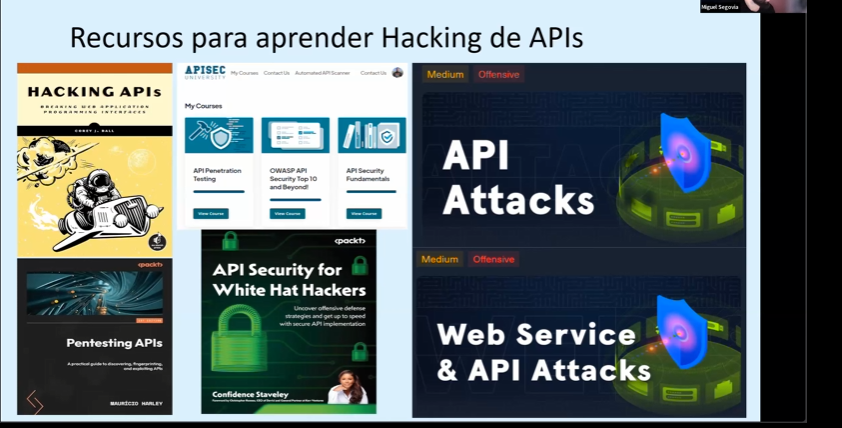 Miguel Segovia
Recursos para aprender Hacking de APIs
HACKING APIs
BREAKING WEB APPLICATION
PROGRAMMING INTERFACES
COREY J. BALL
APISEC
UNIVERSITY
My Courses Contact Us Automated API Scanner Contact Us
My Courses
API Penetration
Testing
View Course
OWASP API
Security Top 10
and Beyond!
View Course
API Security
Fundamentals
View Course
Medium Offensive
API
Attacks
<packt>
Pentesting APIs
A practical guide to discovering, fingerprinting,
and exploiting APIs
MAURÍCIO HARLEY
<packt>
API Security for
White Hat Hackers
Uncover offensive defense
strategies and get up to speed
with secure API implementation
Confidence Staveley
Medium Offensive
Web Service
& API Attacks